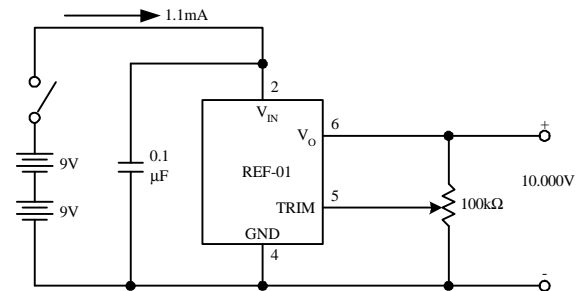 1.1mA
2
V_IN
6
+
V_O
9V
0.1
µF
REF-01
10.000V
5
9V
TRIM
100kΩ
GND
4
-